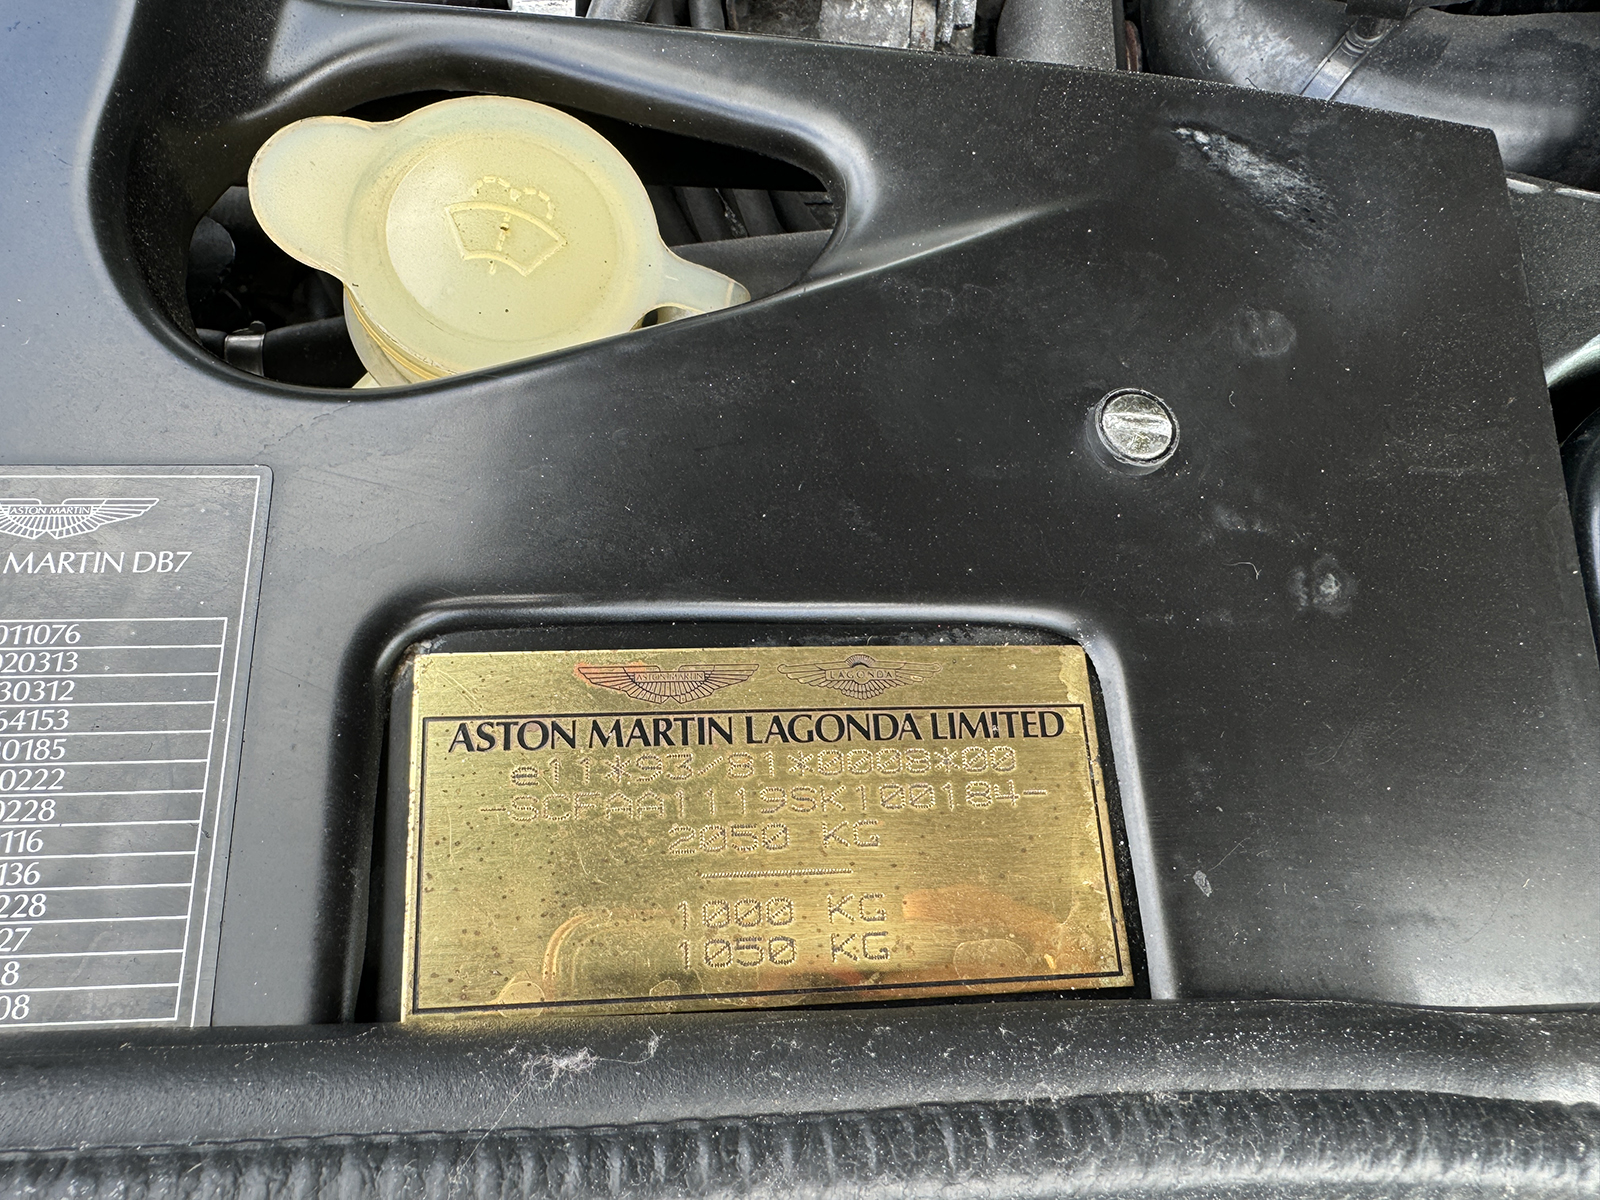 ASTON MARTIN
MARTIN DB7
011076
020313
30312
64153
0185
0222
0228
116
136
228
27
8
08
ASTON MARTIN
LAGONDA
ASTON MARTIN LAGONDA LIMITED
e11*93/81*0008*00
-SCFAA1119SK100184-
2050 KG
1000 KG
1050 KG